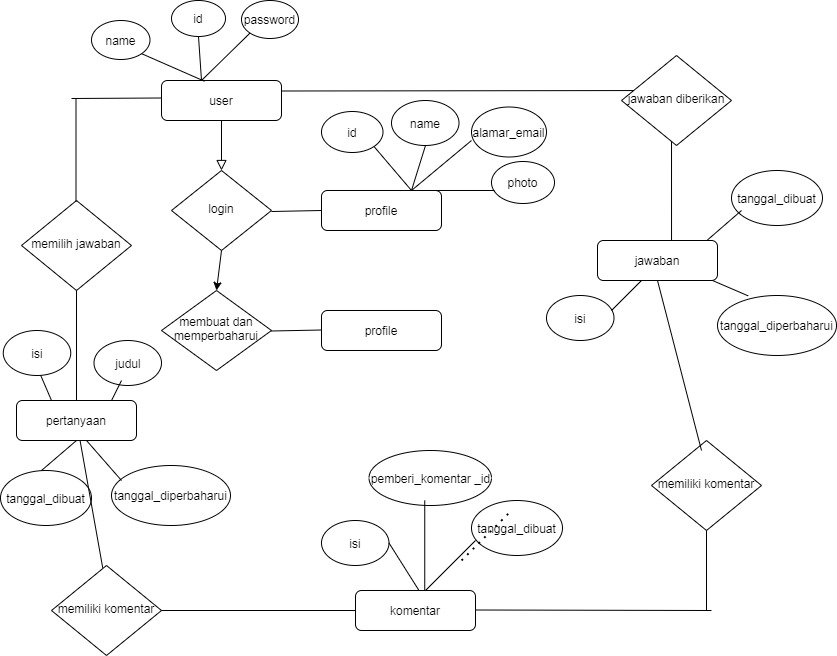 id
password
name
user
jawaban diberikan
id
name
alamar_email
photo
login
profile
tanggal_dibuat
memilih jawaban
jawaban
isi
tanggal_diperbaharui
membuat dan
memperbaharui
profile
isi
judul
pertanyaan
tanggal_dibuat
tanggal_diperbaharui
pemberi_komentar _id
memiliki komentar
isi
tanggal_dibuat
memiliki komentar
komentar